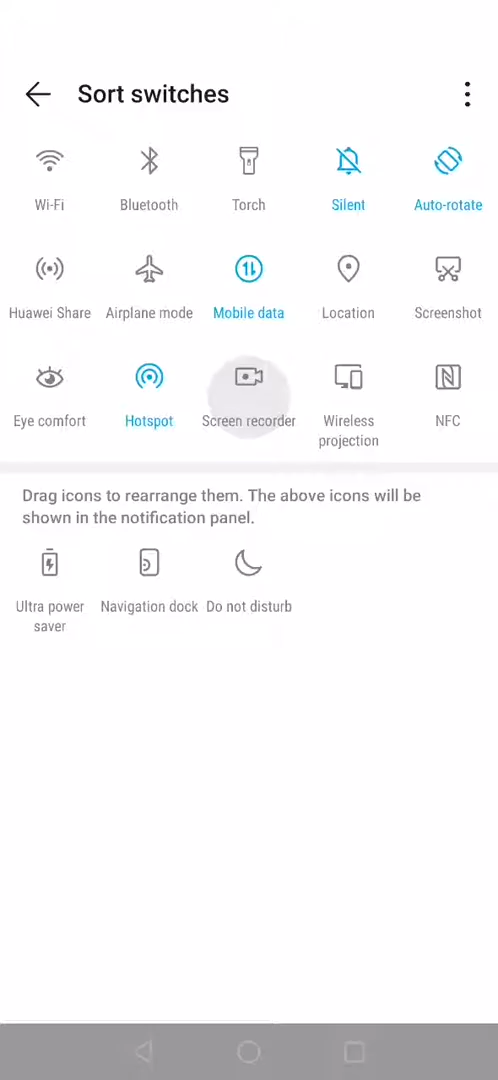 Sort switches
Wi-Fi
Bluetooth
Torch
Silent
Auto-rotate
Huawei Share
Airplane mode
Mobile data
Location
Screenshot
Eye comfort
Hotspot
Screen recorder
Wireless
projection
NFC
Drag icons to rearrange them. The above icons will be
shown in the notification panel.
Ultra power
saver
Navigation dock
Do not disturb